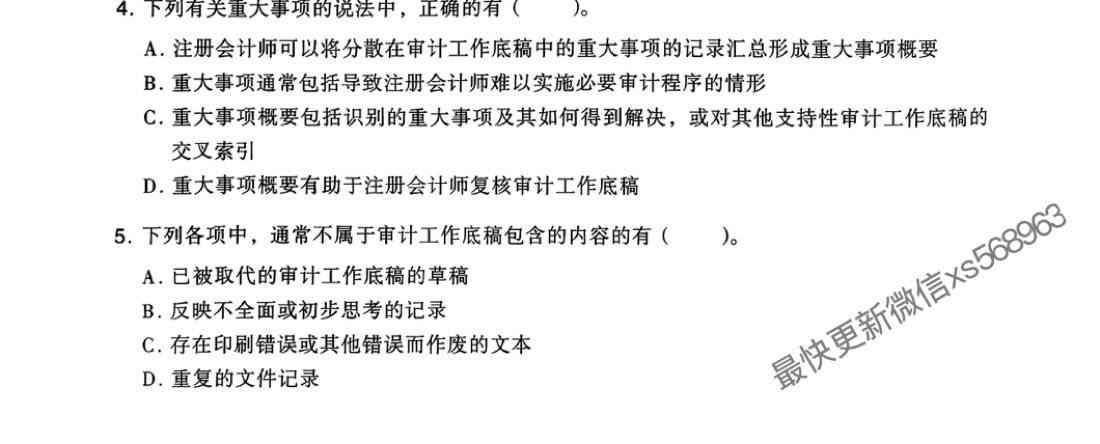 4. 下列有关重大事项的说法中，正确的有（　　）。
A. 注册会计师可以将分散在审计工作底稿中的重大事项的记录汇总形成重大事项概要
B. 重大事项通常包括导致注册会计师难以实施必要审计程序的情形
C. 重大事项概要包括识别的重大事项及其如何得到解决，或对其他支持性审计工作底稿的
交叉索引
D. 重大事项概要有助于注册会计师复核审计工作底稿
5. 下列各项中，通常不属于审计工作底稿包含的内容的有（　　）。
A. 已被取代的审计工作底稿的草稿
B. 反映不全面或初步思考的记录
C. 存在印刷错误或其他错误而作废的文本
D. 重复的文件记录
最快更新微信xs568963